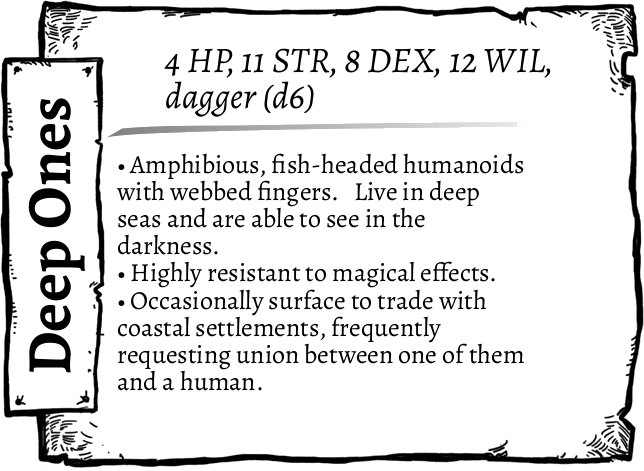 Deep Ones
4 HP, 11 STR, 8 DEX, 12 WIL,
dagger (d6)
• Amphibious, fish-headed humanoids
with webbed fingers.   Live in deep
seas and are able to see in the
darkness.
• Highly resistant to magical effects.
• Occasionally surface to trade with
coastal settlements, frequently
requesting union between one of them
and a human.